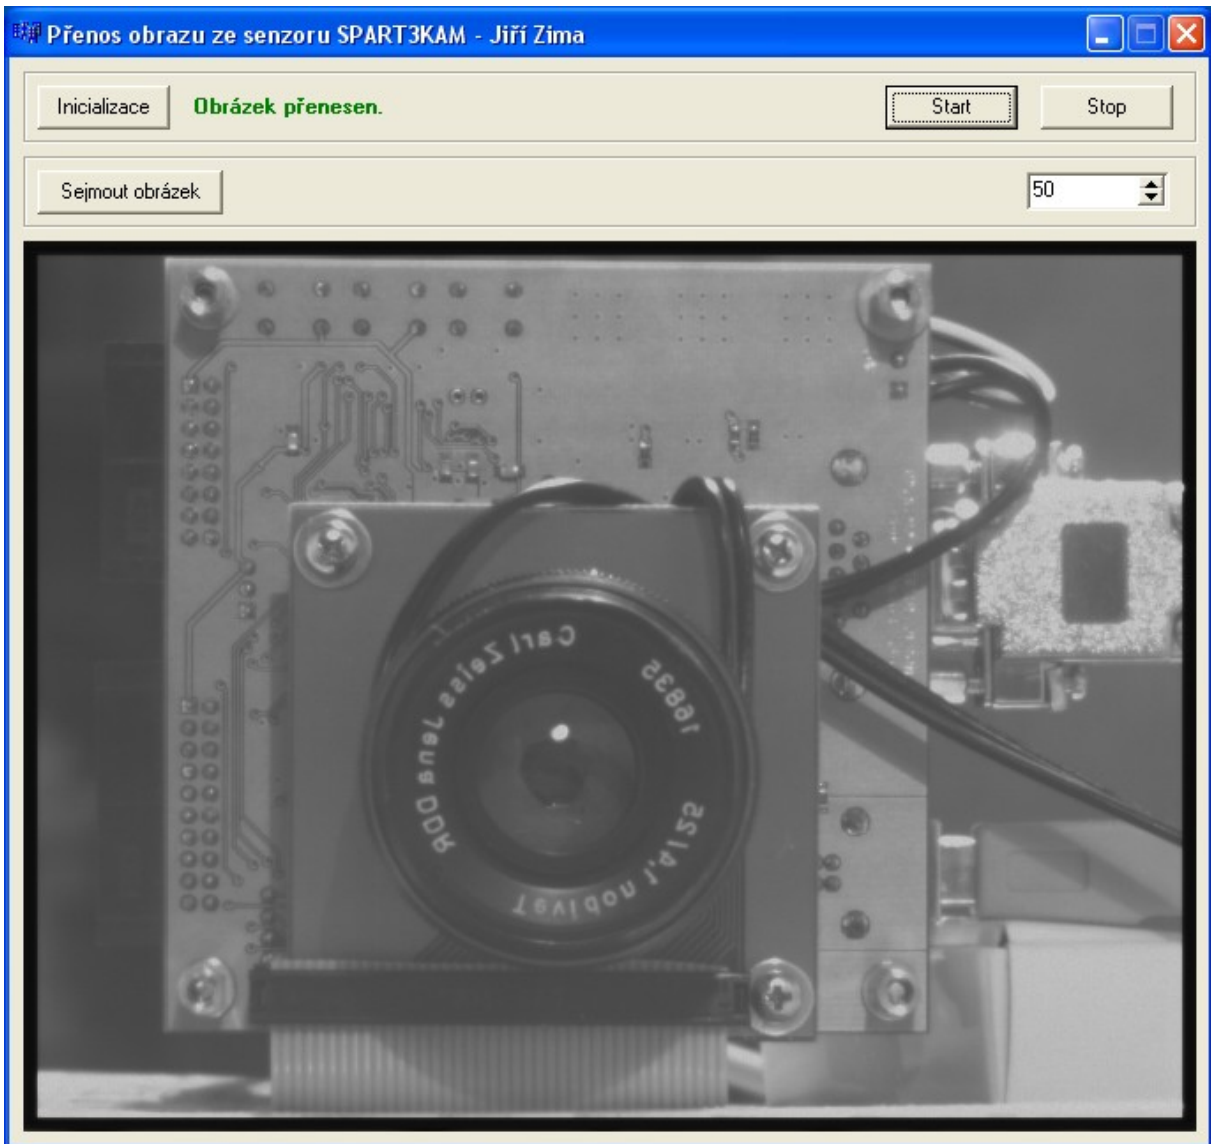 Přenos obrazu ze senzoru SPART3KAM - Jiří Zima
Inicializace
Obrázek přenesen.
Start
Stop
Sejmout obrázek
50
Carl Zeiss Jena DDR
Tevidon 1,4/25
16835